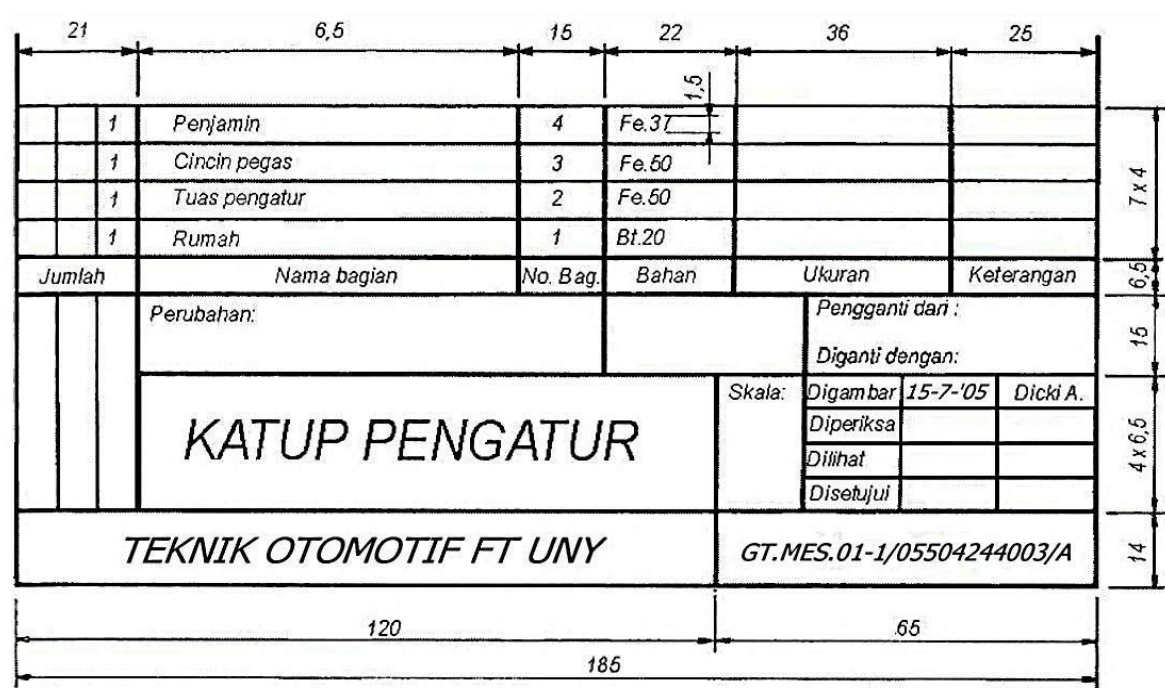 21 6,5 15 22 36 25
1,5
1 Penjamin 4 Fe.37
1 Cincin pegas 3 Fe.50
1 Tuas pengatur 2 Fe.50
1 Rumah 1 Bt.20
7 x 4
Jumlah Nama bagian No. Bag. Bahan Ukuran Keterangan
6,5
Perubahan: Pengganti dari :
Diganti dengan:
15
KATUP PENGATUR
Skala: Digambar 15-7-'05 Dicki A.
Diperiksa
Dilihat
Disetujui
4 x 6,5
TEKNIK OTOMOTIF FT UNY GT.MES.01-1/05504244003/A
14
120 65
185